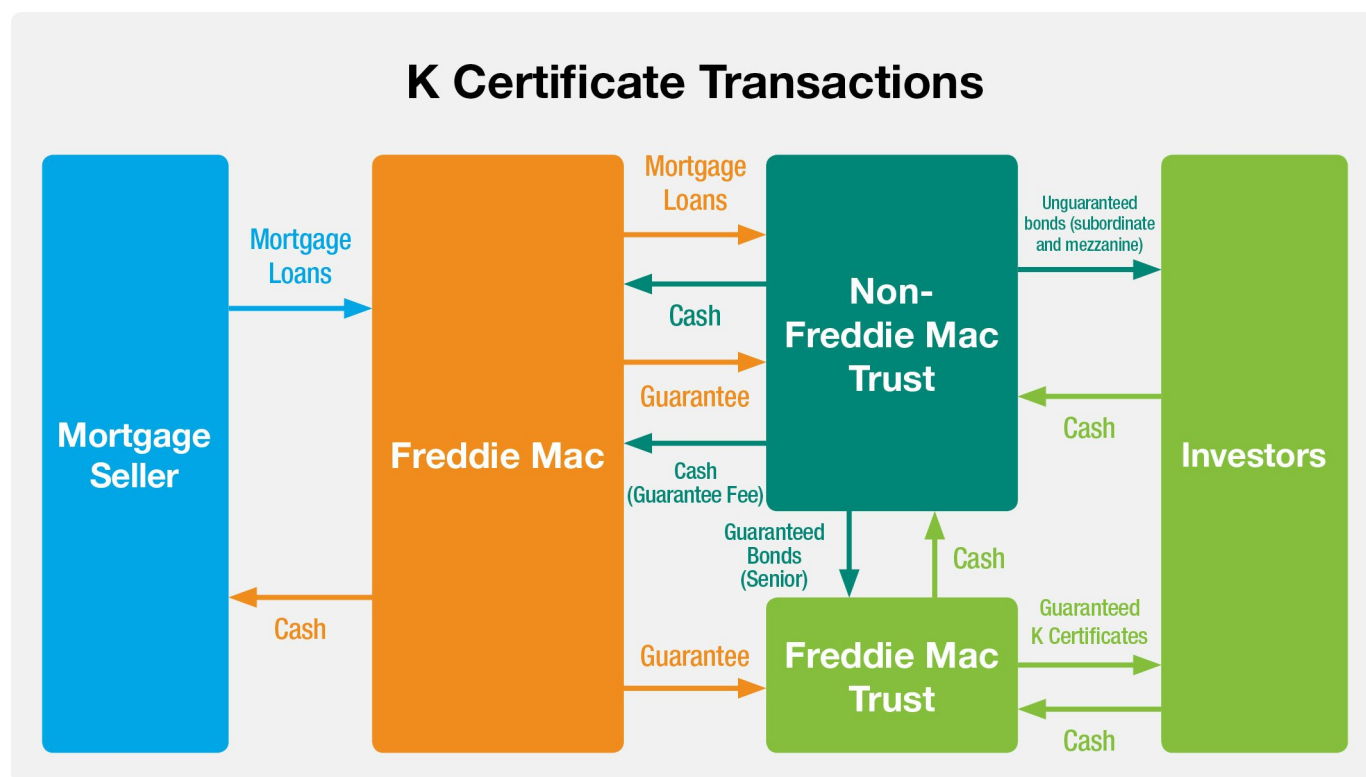 K Certificate Transactions
Mortgage
Seller
Mortgage
Loans
Cash
Freddie Mac
Mortgage
Loans
Cash
Guarantee
Cash
(Guarantee Fee)
Guarantee
Non-
Freddie Mac
Trust
Guaranteed
Bonds
(Senior)
Cash
Freddie Mac
Trust
Unguaranteed
bonds (subordinate
and mezzanine)
Cash
Guaranteed
K Certificates
Cash
Investors